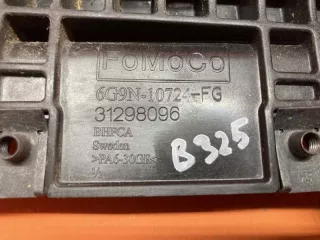 FoMoCo
6G9N-10724-FG
31298096
BHFCA
Sweden
>PA6-30GF<
B325